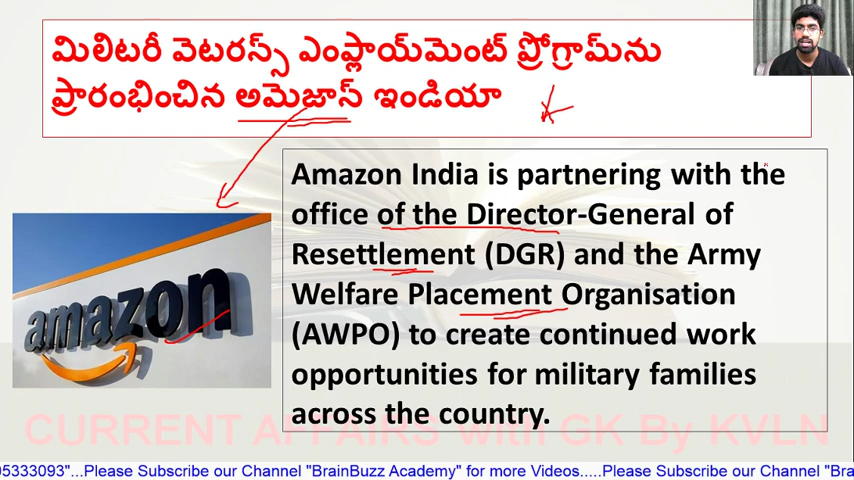 మిలిటరీ వెటరన్స్ ఎంప్లాయ్‌మెంట్ ప్రోగ్రామ్‌ను
ప్రారంభించిన అమెజాన్ ఇండియా
Amazon India is partnering with the
office of the Director-General of
Resettlement (DGR) and the Army
Welfare Placement Organisation
(AWPO) to create continued work
opportunities for military families
across the country.
amazon
CURRENT AFFAIRS with GK By KVLN
05333093"...Please Subscribe our Channel "BrainBuzz Academy" for more Videos.....Please Subscribe our Channel "Bra